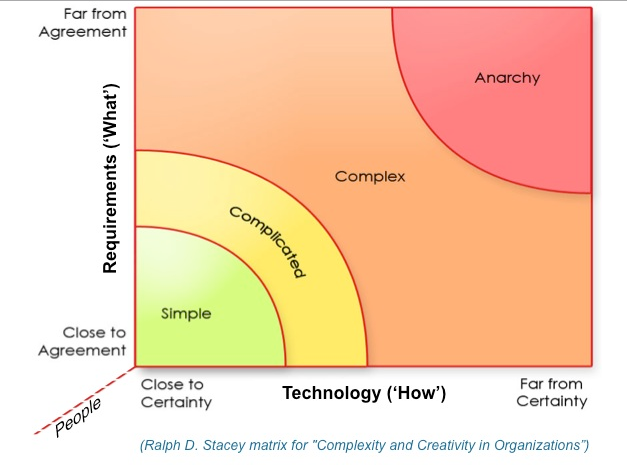 Far from
Agreement
Requirements (‘What’)
Anarchy
Complex
Complicated
Simple
Close to
Agreement
People
Close to
Certainty
Technology (‘How’)
Far from
Certainty
(Ralph D. Stacey matrix for "Complexity and Creativity in Organizations”)